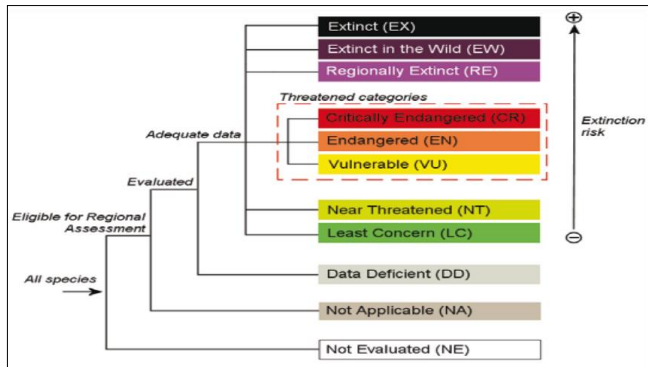 Extinct (EX)
Extinct in the Wild (EW)
Regionally Extinct (RE)
Threatened categories
Critically Endangered (CR)
Extinction
risk
Adequate data
Endangered (EN)
Vulnerable (VU)
Evaluated
Near Threatened (NT)
Eligible for Regional
Assessment
Least Concern (LC)
All species
Data Deficient (DD)
Not Applicable (NA)
Not Evaluated (NE)